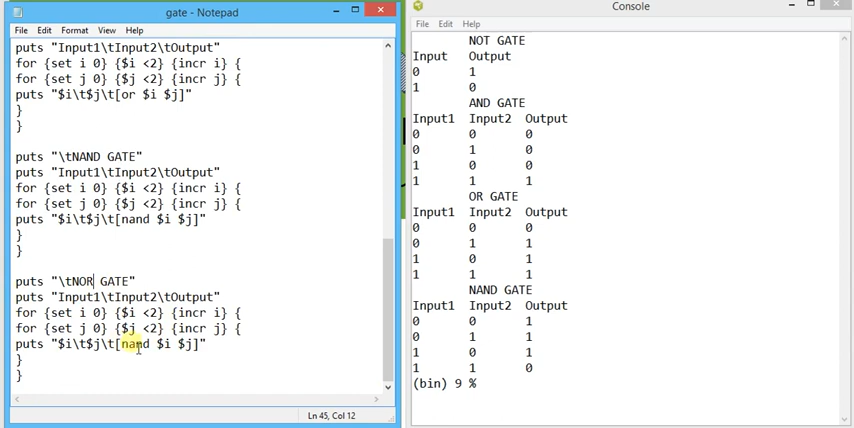 gate - Notepad
File Edit Format View Help
puts "Input1\tInput2\tOutput"
for {set i 0} {$i <2} {incr i} {
for {set j 0} {$j <2} {incr j} {
puts "$i\t$j\t[or $i $j]"
}
}
puts "\tNAND GATE"
puts "Input1\tInput2\tOutput"
for {set i 0} {$i <2} {incr i} {
for {set j 0} {$j <2} {incr j} {
puts "$i\t$j\t[nand $i $j]"
}
}
puts "\tNOR GATE"
puts "Input1\tInput2\tOutput"
for {set i 0} {$i <2} {incr i} {
for {set j 0} {$j <2} {incr j} {
puts "$i\t$j\t[nand $i $j]"
}
}
Ln 45, Col 12
Console
File Edit Help
NOT GATE
Input Output
0 1
1 0
AND GATE
Input1 Input2 Output
0 0 0
0 1 0
1 0 0
1 1 1
OR GATE
Input1 Input2 Output
0 0 0
0 1 1
1 0 1
1 1 1
NAND GATE
Input1 Input2 Output
0 0 1
0 1 1
1 0 1
1 1 0
(bin) 9 %